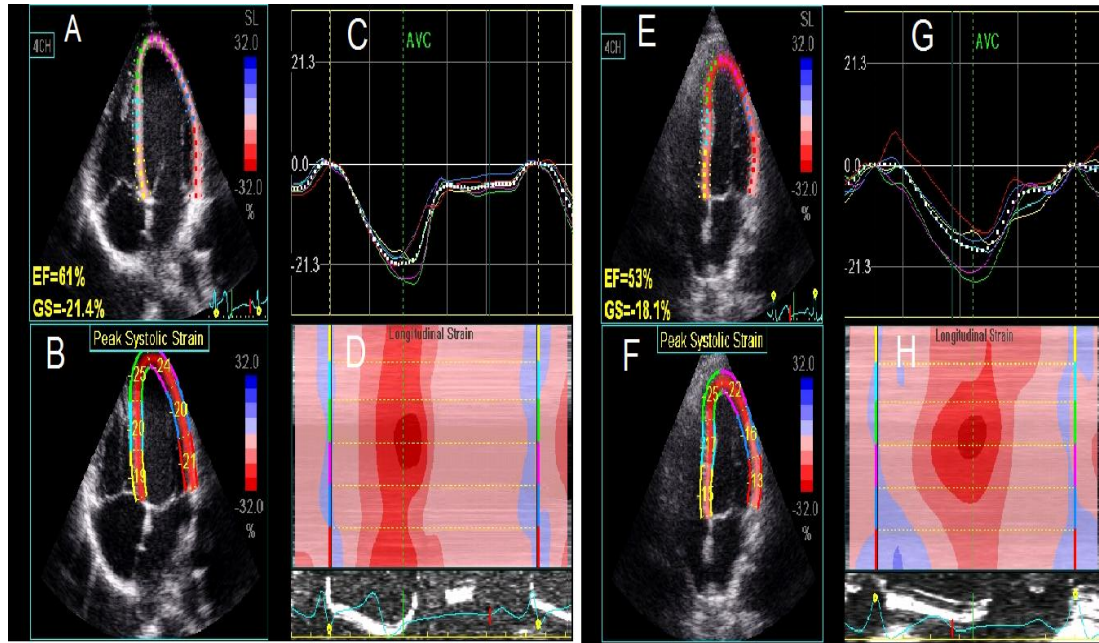 A
4CH
SL
32.0
-32.0
%
EF=61%
GS=-21.4%
C
AVC
21.3
0.0
-21.3
B
Peak Systolic Strain
32.0
-32.0
%
-25
-24
-20
-20
-19
-21
D
Longitudinal Strain
E
4CH
SL
32.0
-32.0
%
EF=53%
GS=-18.1%
G
AVC
21.3
0.0
-21.3
F
Peak Systolic Strain
32.0
-32.0
%
-25
-22
-16
-15
-13
H
Longitudinal Strain